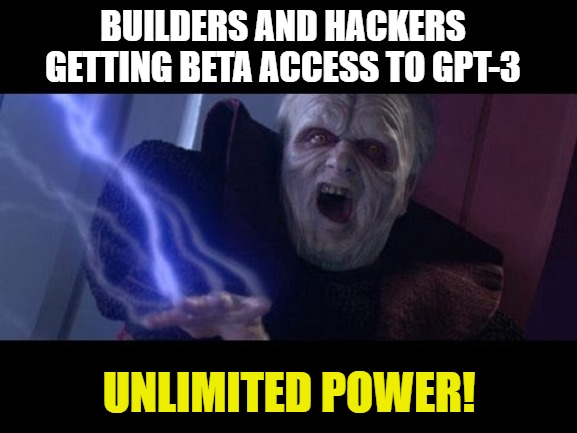 BUILDERS AND HACKERS
GETTING BETA ACCESS TO GPT-3
UNLIMITED POWER!